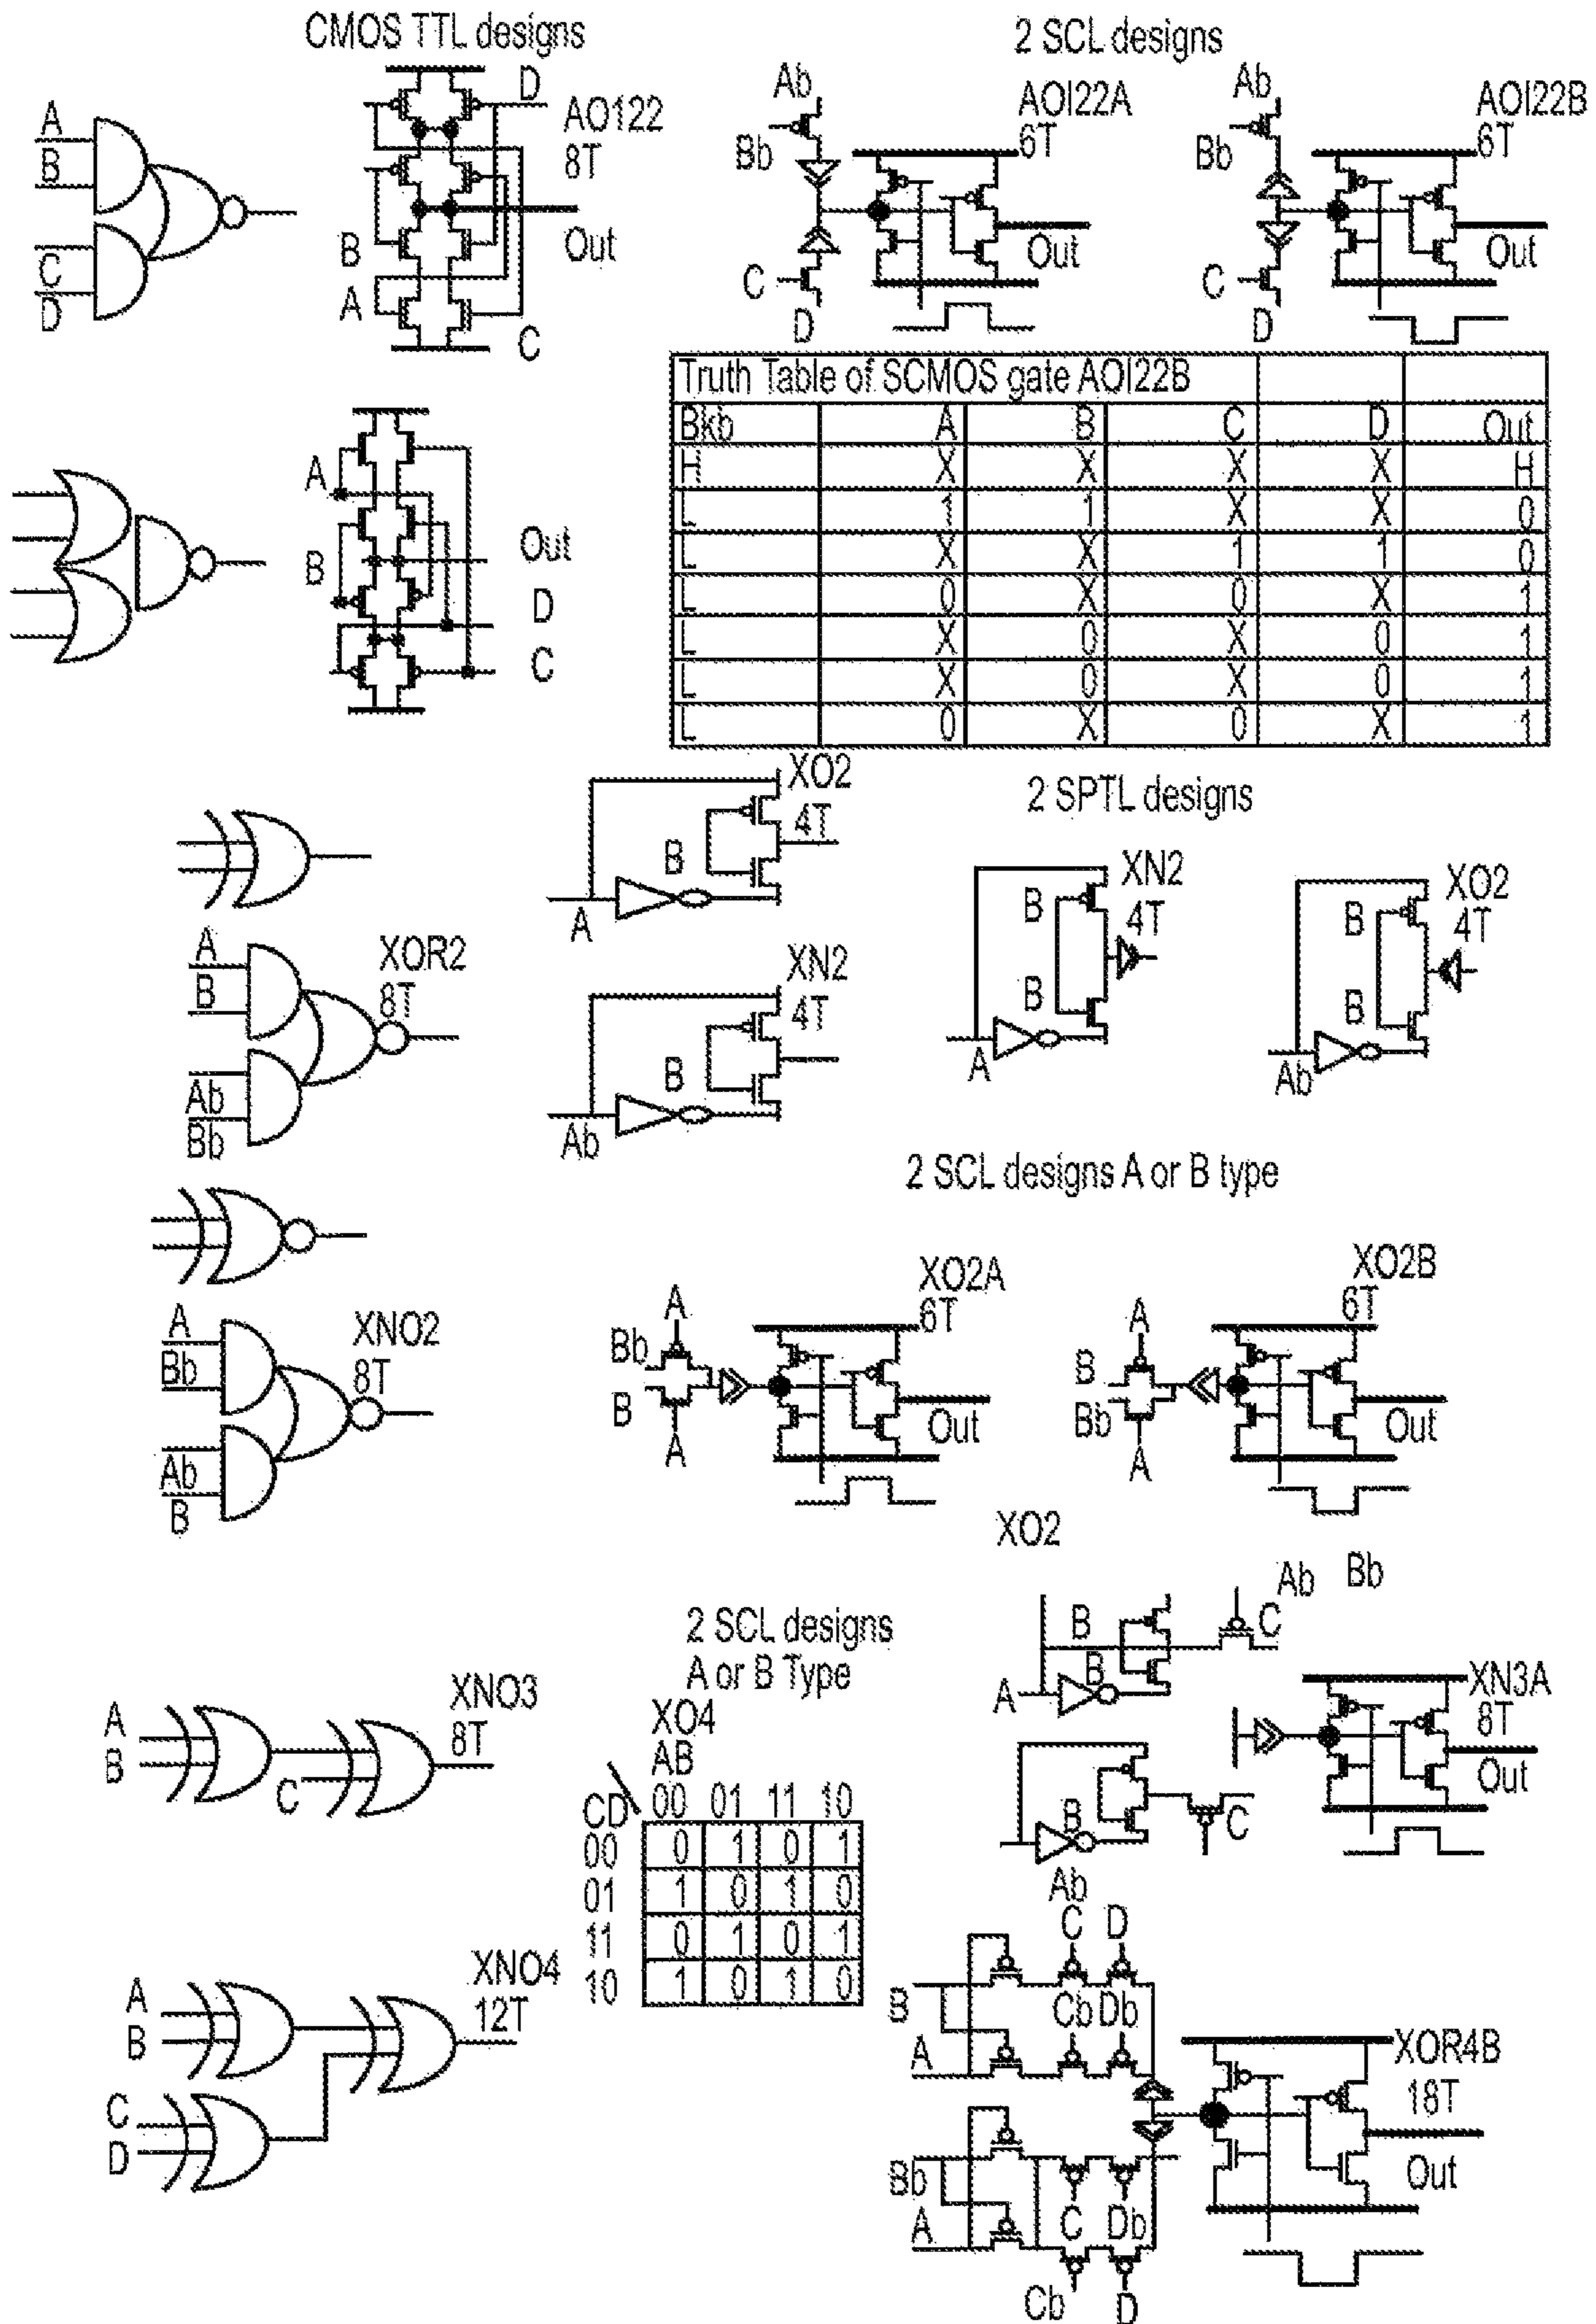 CMOS TTL designs
2 SCL designs
A
B
C
D
D
AO122
8T
B
Out
A
C
Ab
Bb
AOI22A
6T
Out
C
D
Ab
Bb
AOI22B
6T
Out
C
D
Truth Table of SCMOS gate AOI22B
Bkb A B C D Out
H X X X X H
L 1 1 X X 0
L X X 1 1 0
L 0 X 0 X 1
L X 0 X 0 1
L X 0 X 0 1
L 0 X 0 X 1
A
B
Out
D
C
XO2
4T
B
A
2 SPTL designs
XN2
4T
B
B
A
XO2
4T
B
B
Ab
A
B
XOR2
8T
Ab
Bb
XN2
4T
B
Ab
2 SCL designs A or B type
A
Bb
XNO2
8T
Ab
B
XO2A
6T
A
Bb
B
A
Out
XO2B
6T
A
B
Bb
A
Out
XO2
Ab Bb
B
C
B
A
XN3A
8T
Out
B
C
Ab
2 SCL designs
A or B Type
A
B
C
XNO3
8T
XO4
AB
CD 00 01 11 10
00 0 1 0 1
01 1 0 1 0
11 0 1 0 1
10 1 0 1 0
A
B
C
D
XNO4
12T
C D
B
Cb Db
A
XOR4B
18T
Out
Bb
C Db
A
Cb D